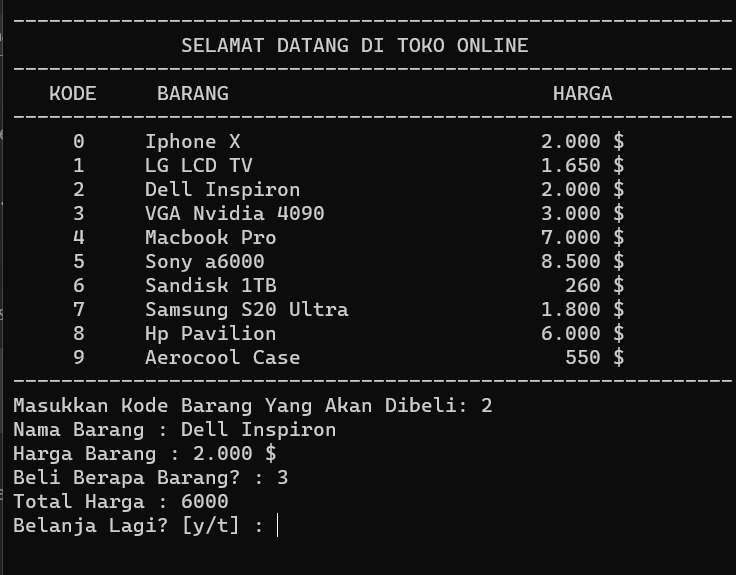 ------------------------------------------------------------
SELAMAT DATANG DI TOKO ONLINE
------------------------------------------------------------
KODE BARANG HARGA
------------------------------------------------------------
0 Iphone X 2.000 $
1 LG LCD TV 1.650 $
2 Dell Inspiron 2.000 $
3 VGA Nvidia 4090 3.000 $
4 Macbook Pro 7.000 $
5 Sony a6000 8.500 $
6 Sandisk 1TB 260 $
7 Samsung S20 Ultra 1.800 $
8 Hp Pavilion 6.000 $
9 Aerocool Case 550 $
------------------------------------------------------------
Masukkan Kode Barang Yang Akan Dibeli: 2
Nama Barang : Dell Inspiron
Harga Barang : 2.000 $
Beli Berapa Barang? : 3
Total Harga : 6000
Belanja Lagi? [y/t] :